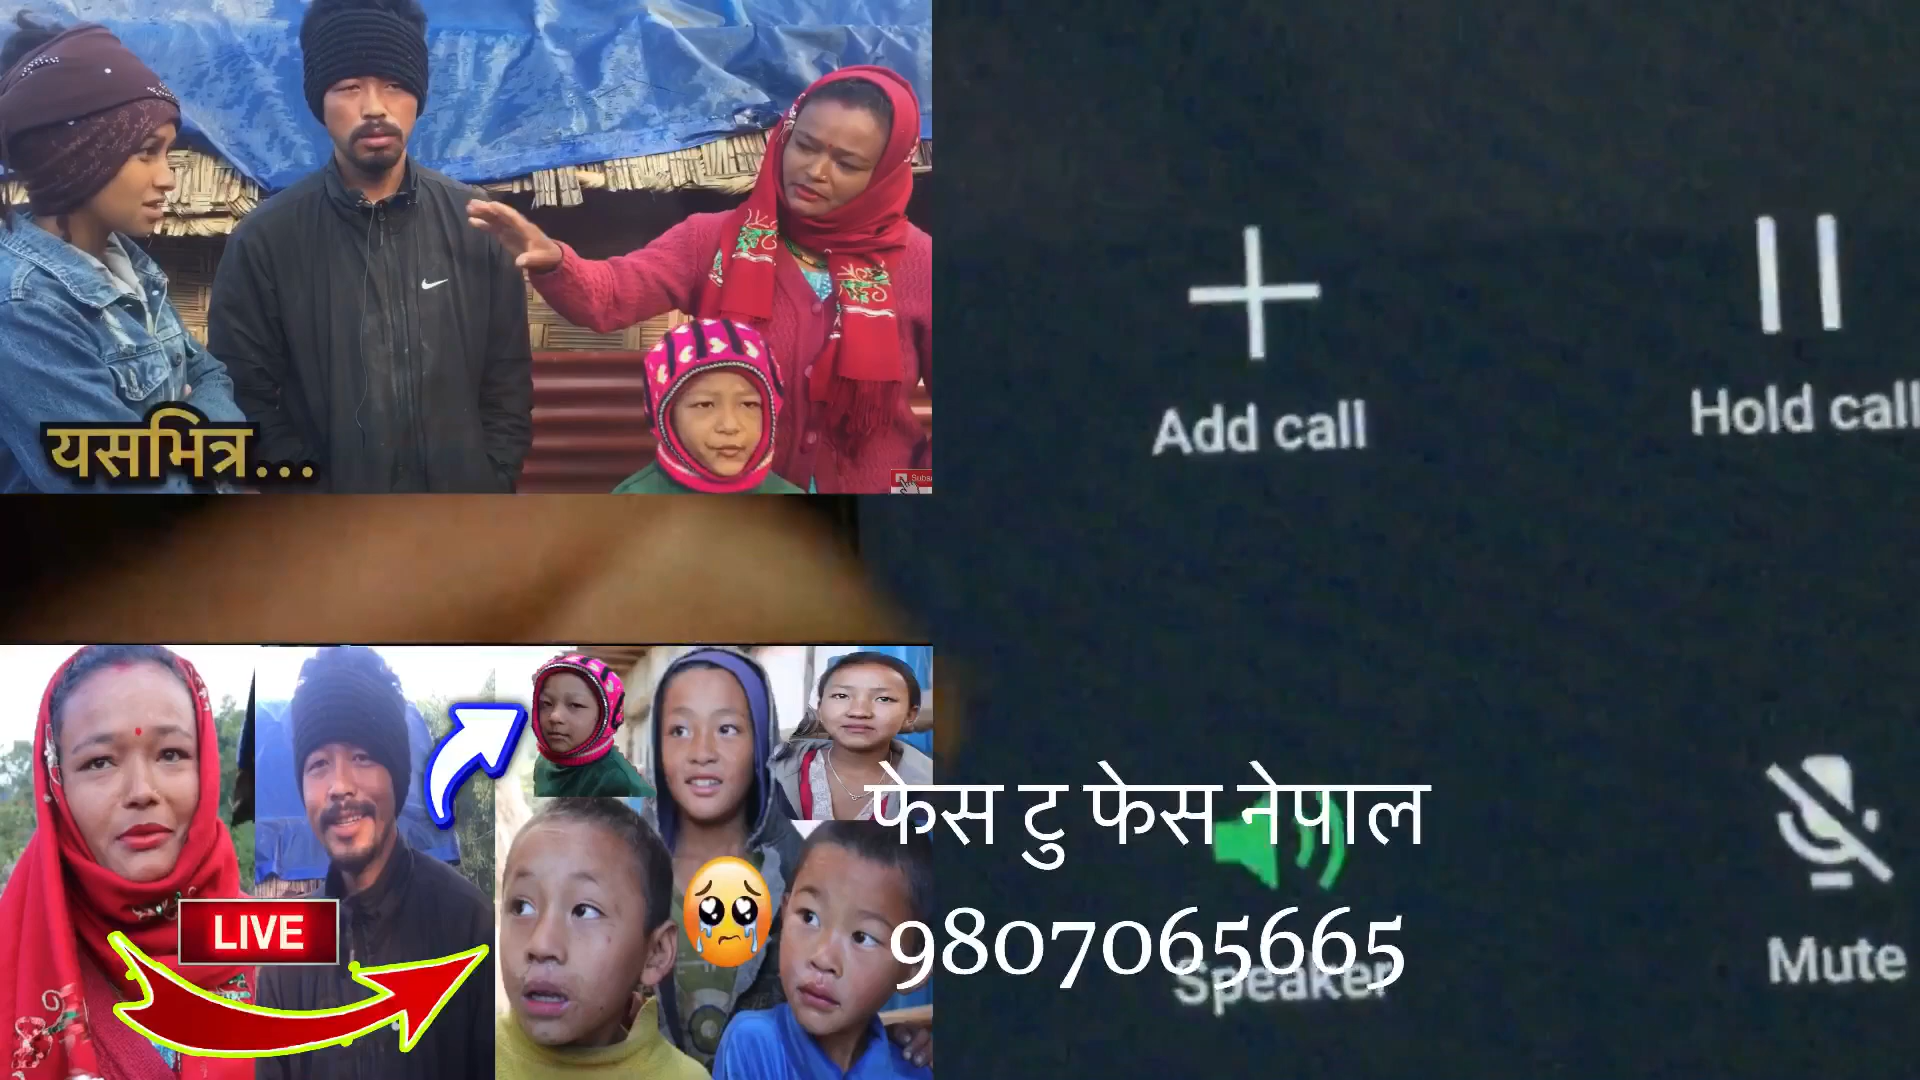 यसभित्र...
Add call
Hold call
LIVE
फेस टु फेस नेपाल
9807065665
Speaker
Mute